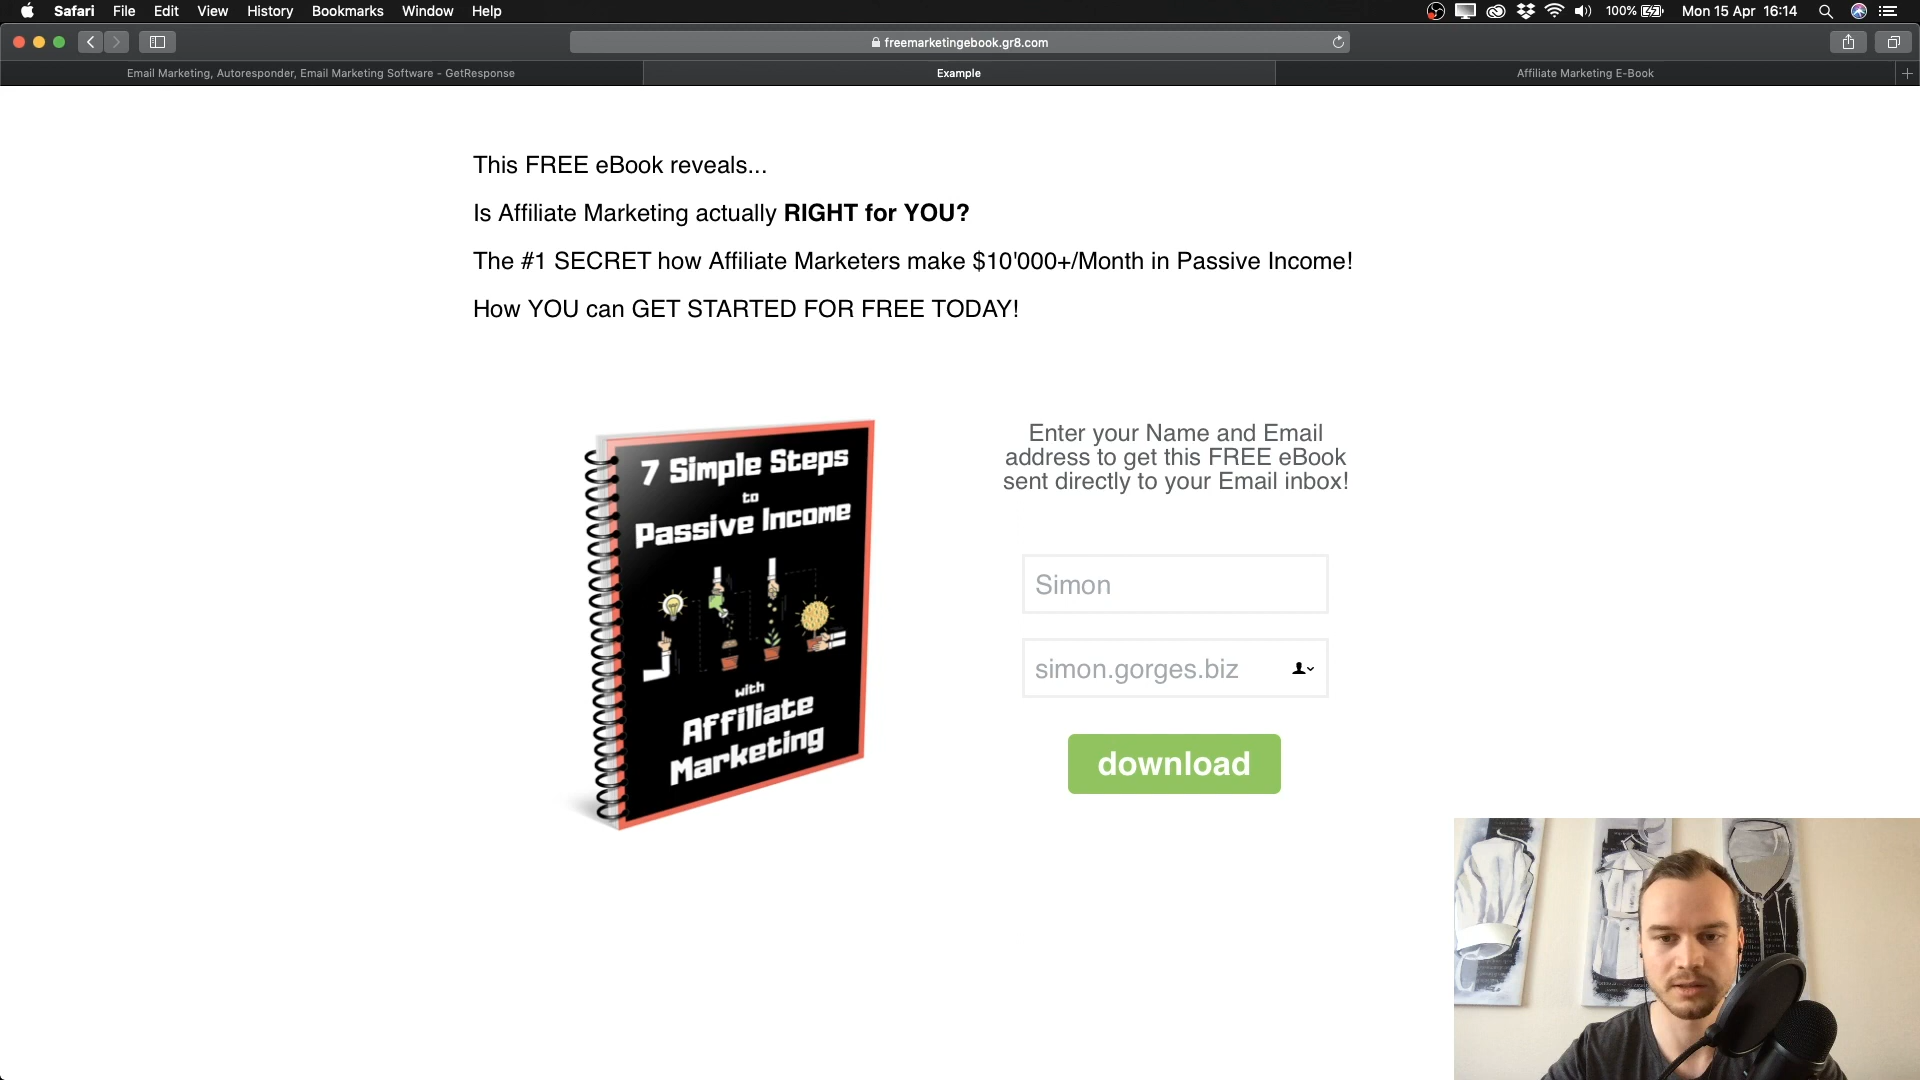 Safari File Edit View History Bookmarks Window Help 100% Mon 15 Apr 16:14
freemarketingebook.gr8.com
Email Marketing, Autoresponder, Email Marketing Software - GetResponse Example Affiliate Marketing E-Book
This FREE eBook reveals...
Is Affiliate Marketing actually RIGHT for YOU?
The #1 SECRET how Affiliate Marketers make $10'000+/Month in Passive Income!
How YOU can GET STARTED FOR FREE TODAY!
7 Simple Steps
to
Passive Income
with
Affiliate
Marketing
Enter your Name and Email
address to get this FREE eBook
sent directly to your Email inbox!
Simon
simon.gorges.biz
download